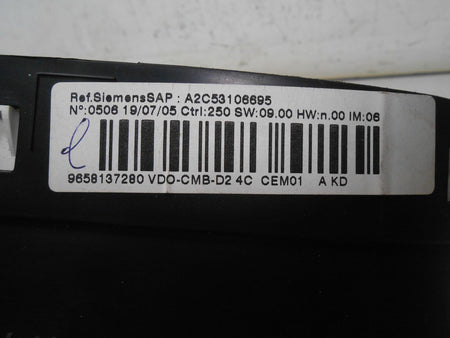 Ref.SiemensSAP : A2C53106695
Nº:0506 19/07/05 Ctrl:250 SW:09.00 HW:n.00 IM:06
9658137280 VDO-CMB-D2 4C CEM01 A KD